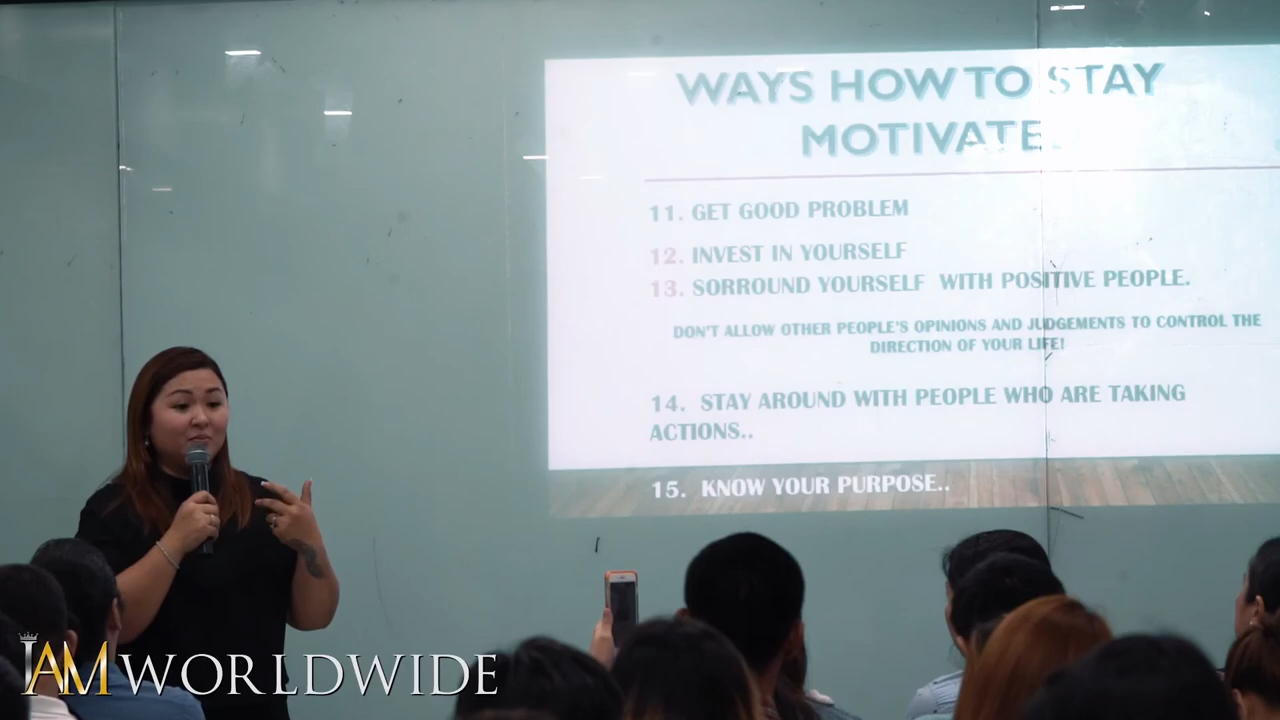 WAYS HOW TO STAY
MOTIVATE
11. GET GOOD PROBLEM
12. INVEST IN YOURSELF
13. SORROUND YOURSELF WITH POSITIVE PEOPLE.
DON'T ALLOW OTHER PEOPLE'S OPINIONS AND JUDGEMENTS TO CONTROL THE
DIRECTION OF YOUR LIFE!
14. STAY AROUND WITH PEOPLE WHO ARE TAKING
ACTIONS..
15. KNOW YOUR PURPOSE..
IAM WORLDWIDE